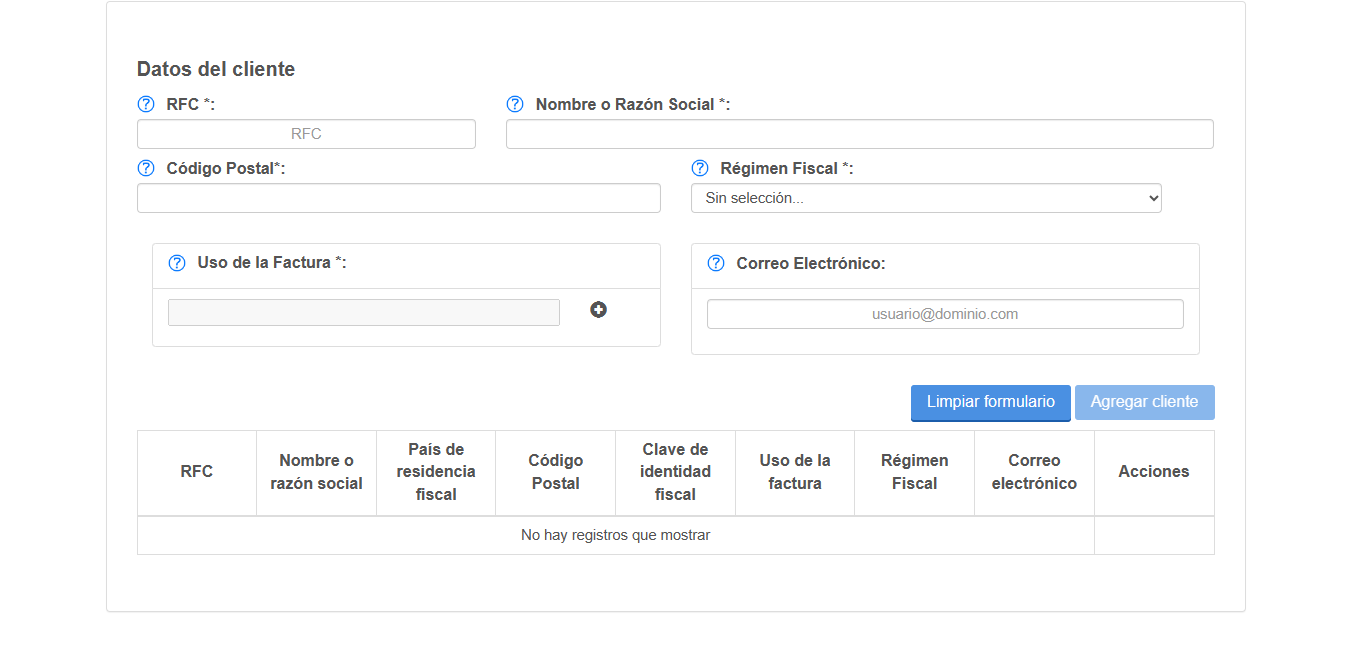 Datos del cliente
? RFC *: ? Nombre o Razón Social *:
RFC
? Código Postal*: ? Régimen Fiscal *:
Sin selección...
? Uso de la Factura *: ? Correo Electrónico:
usuario@dominio.com
Limpiar formulario Agregar cliente
RFC
Nombre o
razón social
País de
residencia
fiscal
Código
Postal
Clave de
identidad
fiscal
Uso de la
factura
Régimen
Fiscal
Correo
electrónico
Acciones
No hay registros que mostrar